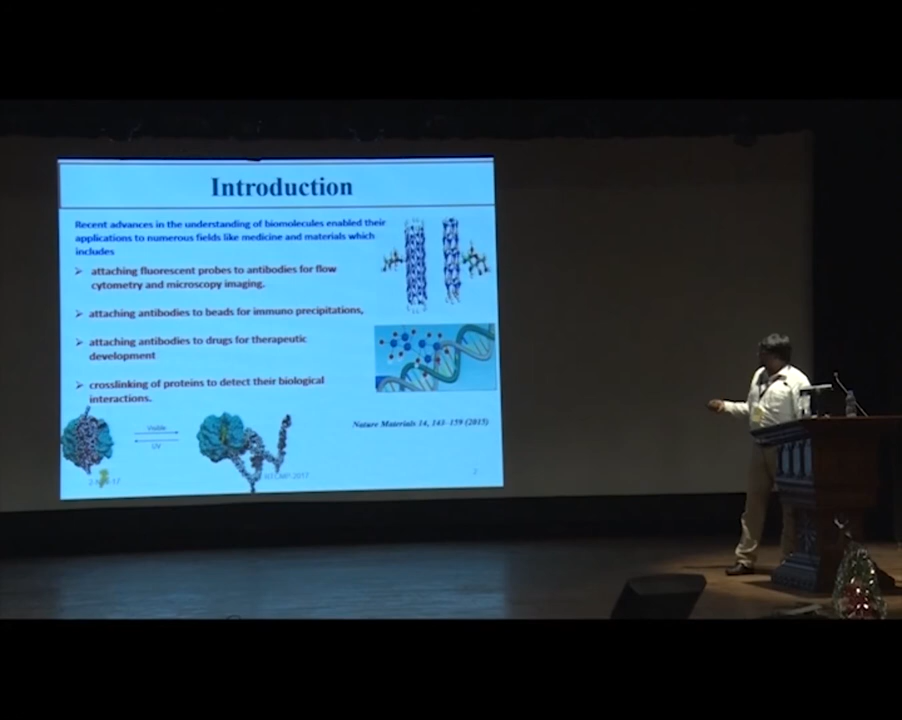 Introduction
Recent advances in the understanding of biomolecules enabled their
applications to numerous fields like medicine and materials which
includes
➢ attaching fluorescent probes to antibodies for flow
cytometry and microscopy imaging.
➢ attaching antibodies to beads for immuno precipitations,
➢ attaching antibodies to drugs for therapeutic
development
➢ crosslinking of proteins to detect their biological
interactions.
Visible
UV
Nature Materials 14, 143–159 (2015)
2